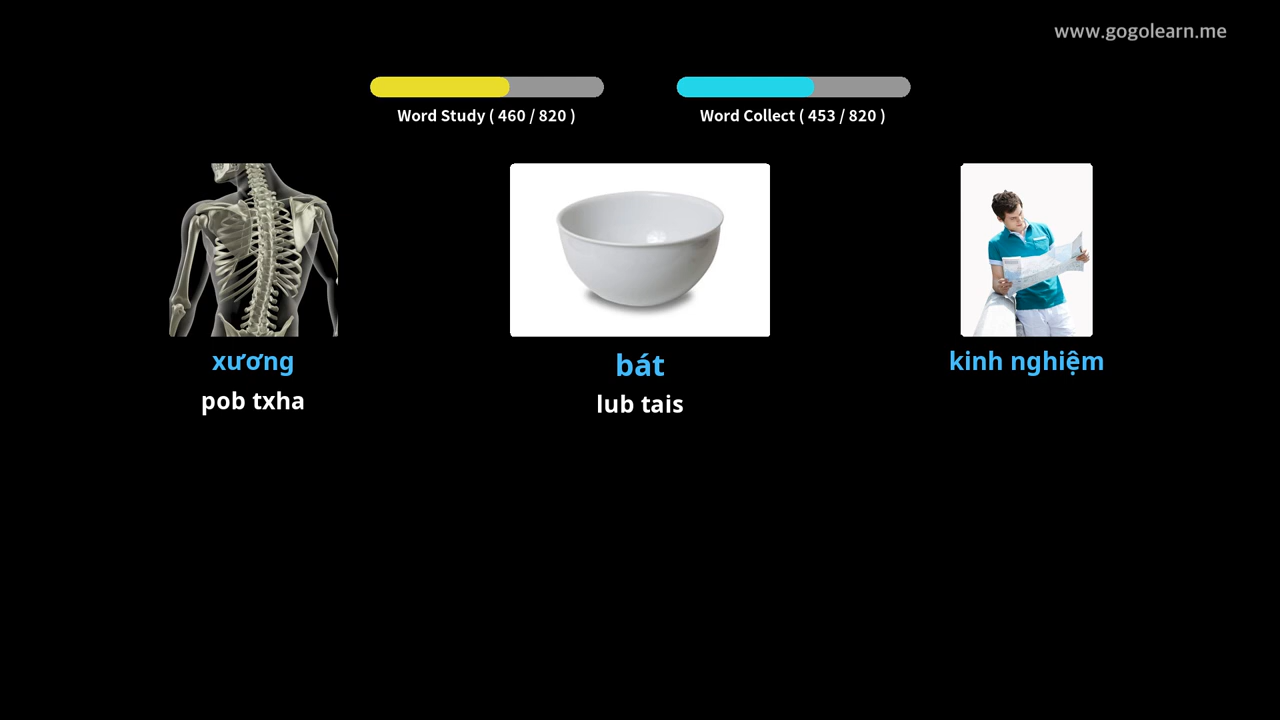 www.gogolearn.me
Word Study ( 460 / 820 )
Word Collect ( 453 / 820 )
xương
pob txha
bát
lub tais
kinh nghiệm